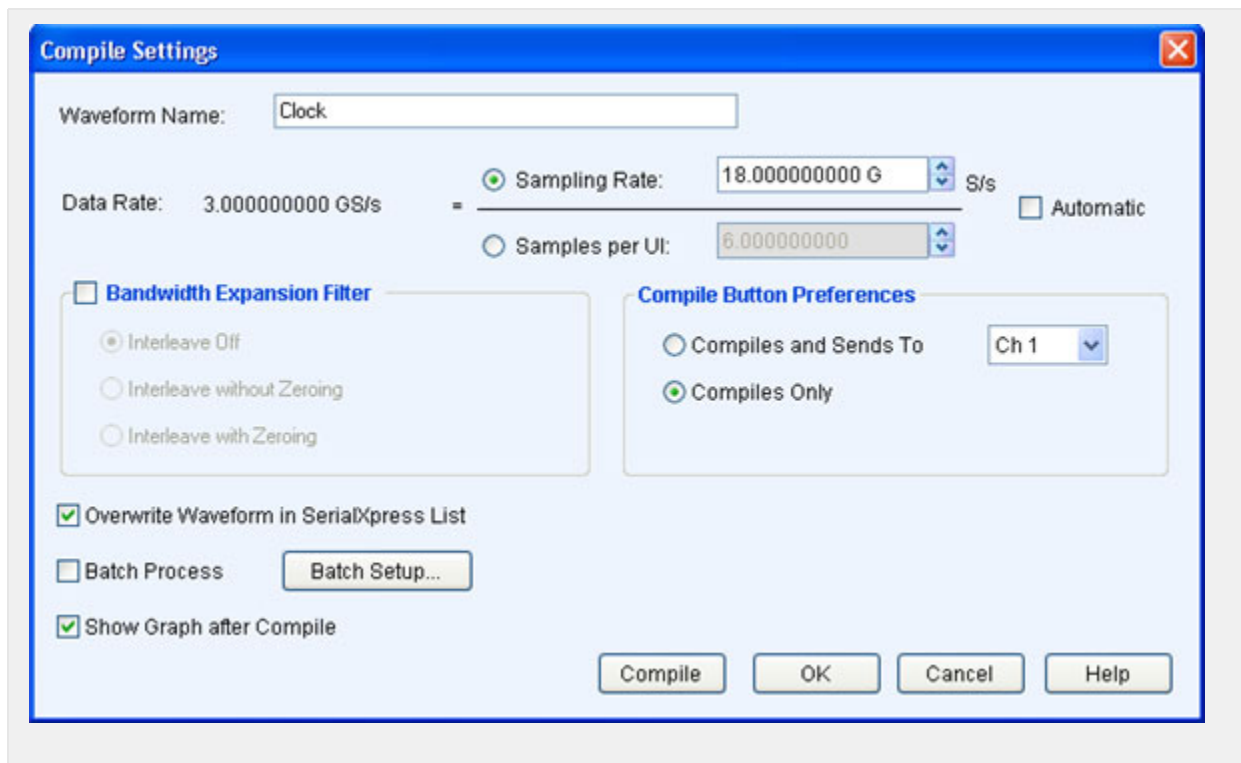 Compile Settings
Waveform Name: Clock
Sampling Rate: 18.000000000 G S/s
Data Rate: 3.000000000 GS/s = Automatic
Samples per UI: 6.000000000
Bandwidth Expansion Filter
Interleave Off
Interleave without Zeroing
Interleave with Zeroing
Compile Button Preferences
Compiles and Sends To Ch 1
Compiles Only
Overwrite Waveform in SerialXpress List
Batch Process Batch Setup...
Show Graph after Compile
Compile OK Cancel Help